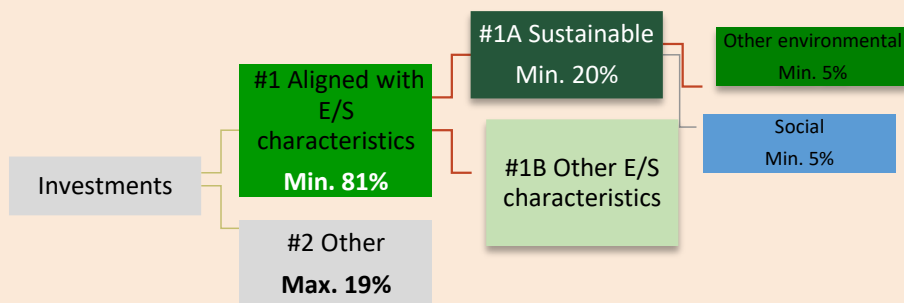 Investments
#1 Aligned with
E/S
characteristics
Min. 81%
#2 Other
Max. 19%
#1A Sustainable
Min. 20%
#1B Other E/S
characteristics
Other environmental
Min. 5%
Social
Min. 5%